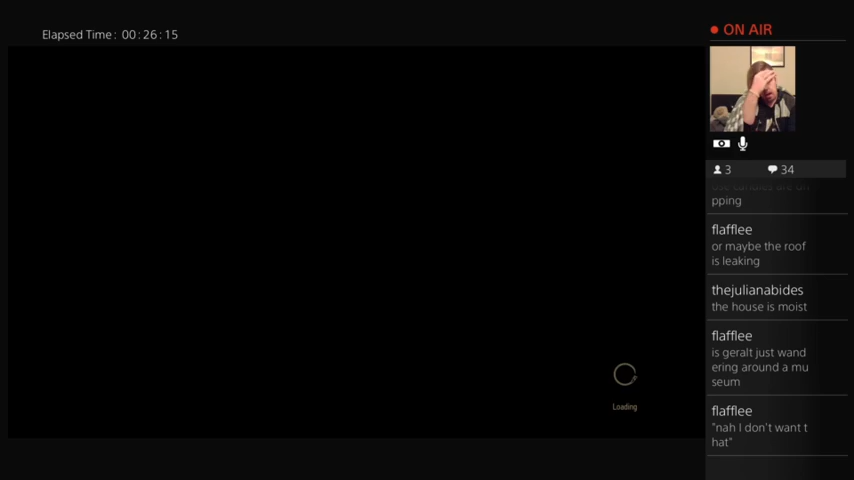 Elapsed Time: 00:26:15
ON AIR
3 34
pping
flafflee
or maybe the roof
is leaking
thejulianabides
the house is moist
flafflee
is geralt just wand
ering around a mu
seum
flafflee
"nah I don't want t
hat"
Loading